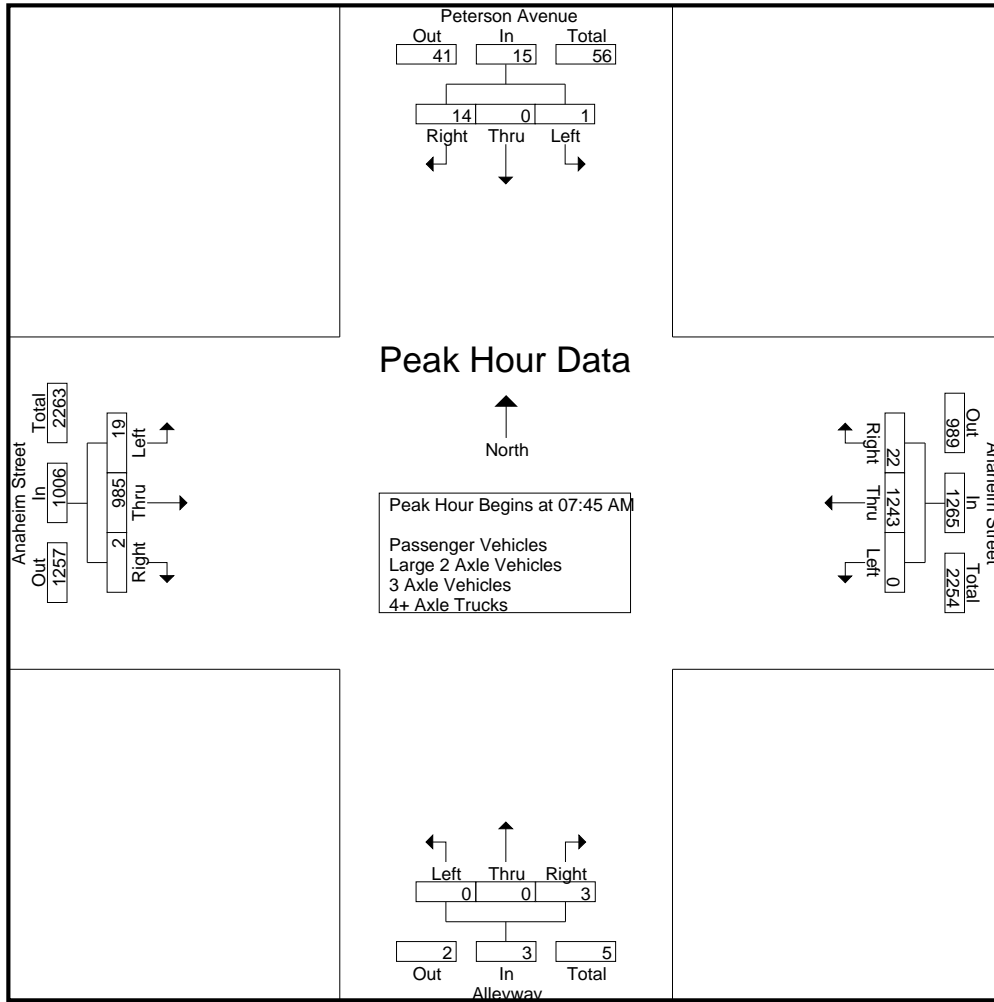 Peterson Avenue
Out In Total
41 15 56
14 0 1
Right Thru Left
Peak Hour Data
North
Peak Hour Begins at 07:45 AM
Passenger Vehicles
Large 2 Axle Vehicles
3 Axle Vehicles
4+ Axle Trucks
Anaheim Street
Out In Total
1257 1006 2263
2 985 19
Right Thru Left
Anaheim Street
Out In Total
989 1265 2254
22 1243 0
Right Thru Left
Left Thru Right
0 0 3
2 3 5
Out In Total
Alleyway